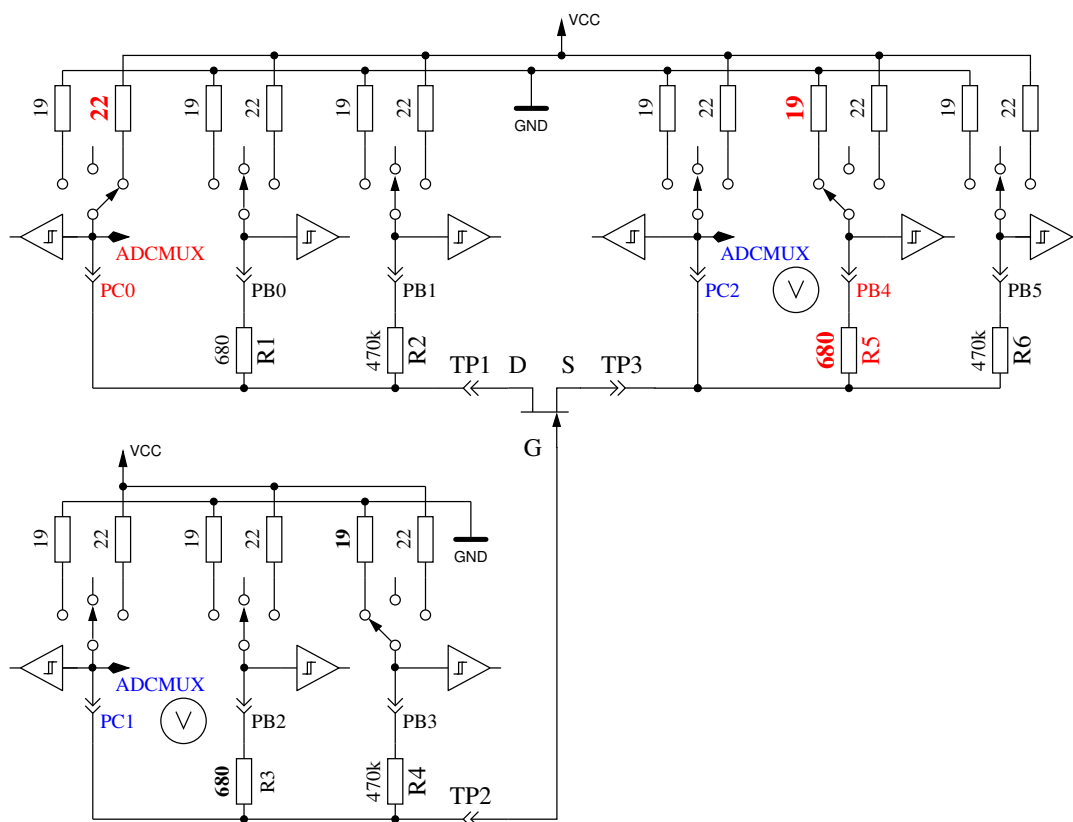 VCC
19
22
19
22
19
22
GND
19
22
19
22
19
22
ADCMUX
ADCMUX
PC0
PB0
PB1
PC2
V
PB4
PB5
680
R1
470k
R2
680
R5
470k
R6
TP1
D
S
TP3
G
VCC
19
22
19
22
19
22
GND
ADCMUX
PC1
V
PB2
PB3
680
R3
470k
R4
TP2